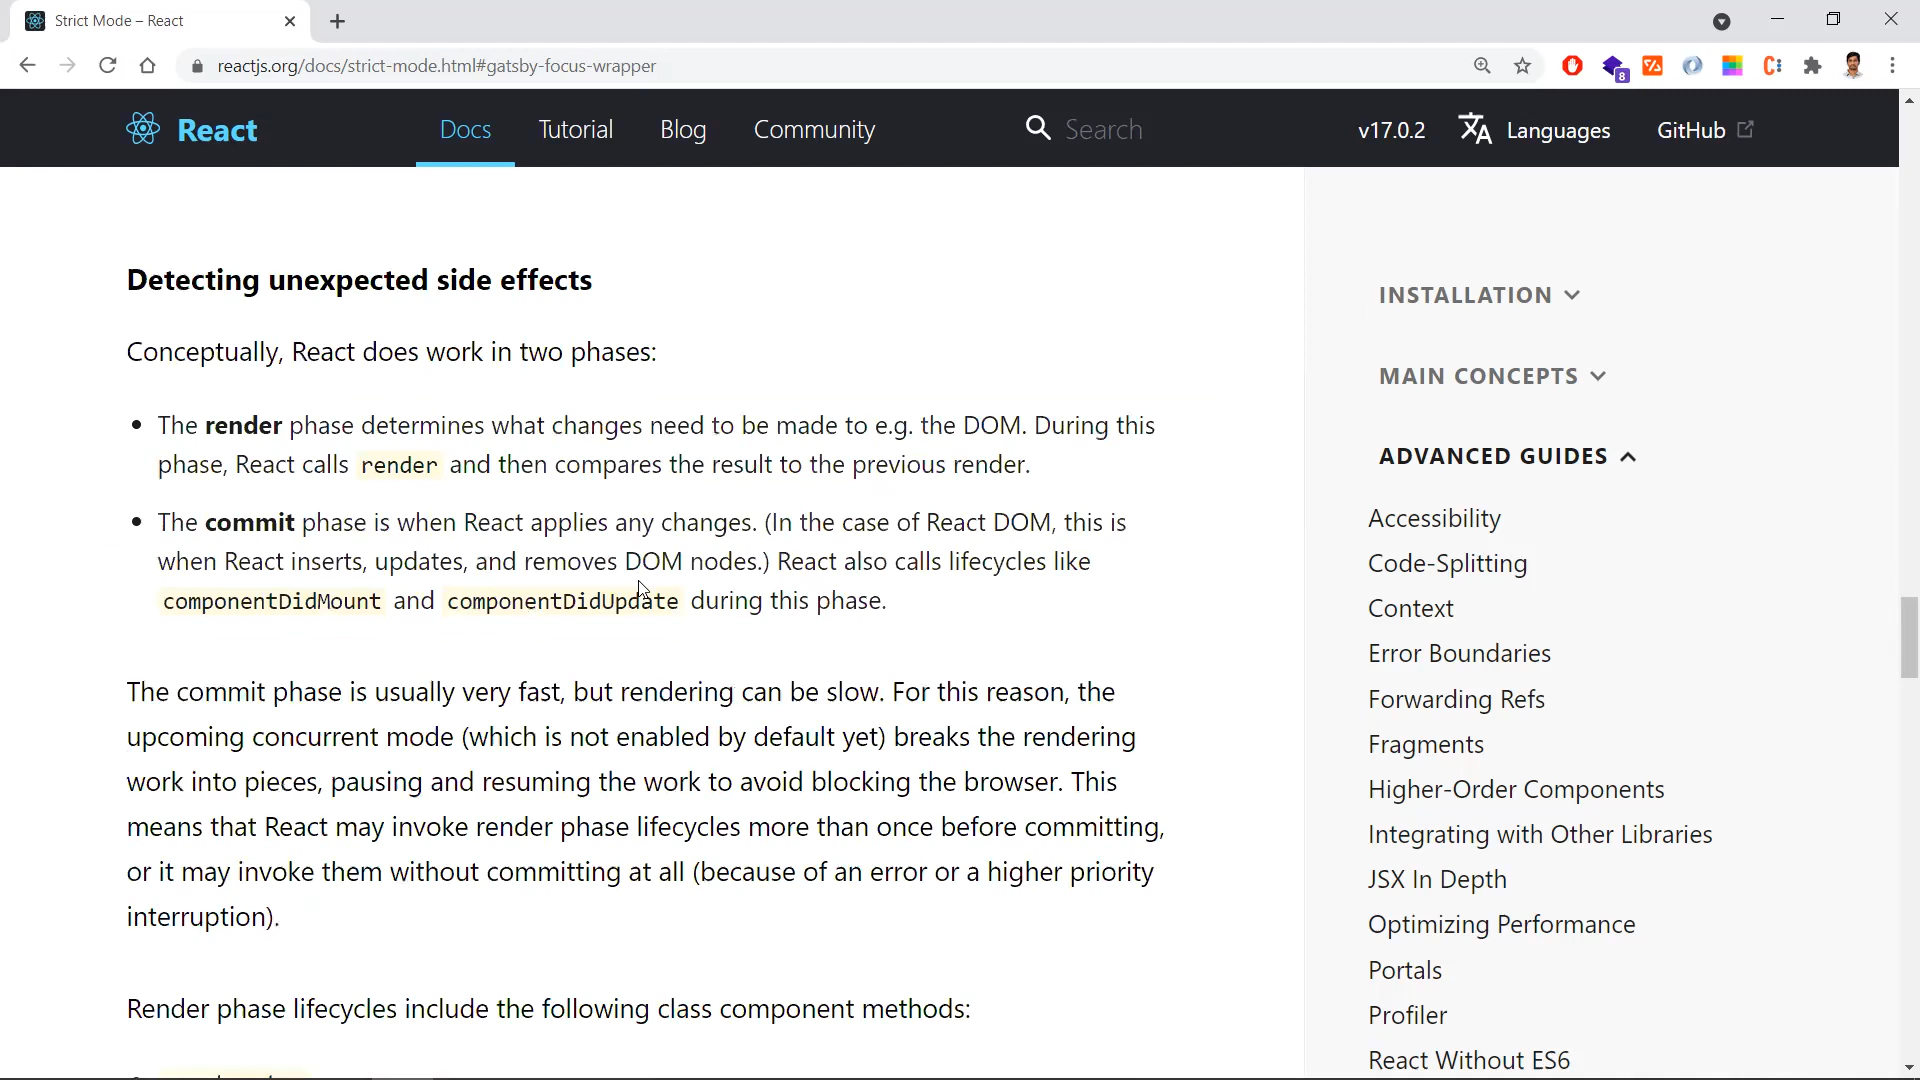 Strict Mode – React
reactjs.org/docs/strict-mode.html#gatsby-focus-wrapper
8
React
Docs
Tutorial
Blog
Community
Search
v17.0.2
Languages
GitHub
Detecting unexpected side effects
Conceptually, React does work in two phases:
The render phase determines what changes need to be made to e.g. the DOM. During this
phase, React calls render and then compares the result to the previous render.
The commit phase is when React applies any changes. (In the case of React DOM, this is
when React inserts, updates, and removes DOM nodes.) React also calls lifecycles like
componentDidMount and componentDidUpdate during this phase.
The commit phase is usually very fast, but rendering can be slow. For this reason, the
upcoming concurrent mode (which is not enabled by default yet) breaks the rendering
work into pieces, pausing and resuming the work to avoid blocking the browser. This
means that React may invoke render phase lifecycles more than once before committing,
or it may invoke them without committing at all (because of an error or a higher priority
interruption).
Render phase lifecycles include the following class component methods:
INSTALLATION
MAIN CONCEPTS
ADVANCED GUIDES
Accessibility
Code-Splitting
Context
Error Boundaries
Forwarding Refs
Fragments
Higher-Order Components
Integrating with Other Libraries
JSX In Depth
Optimizing Performance
Portals
Profiler
React Without ES6